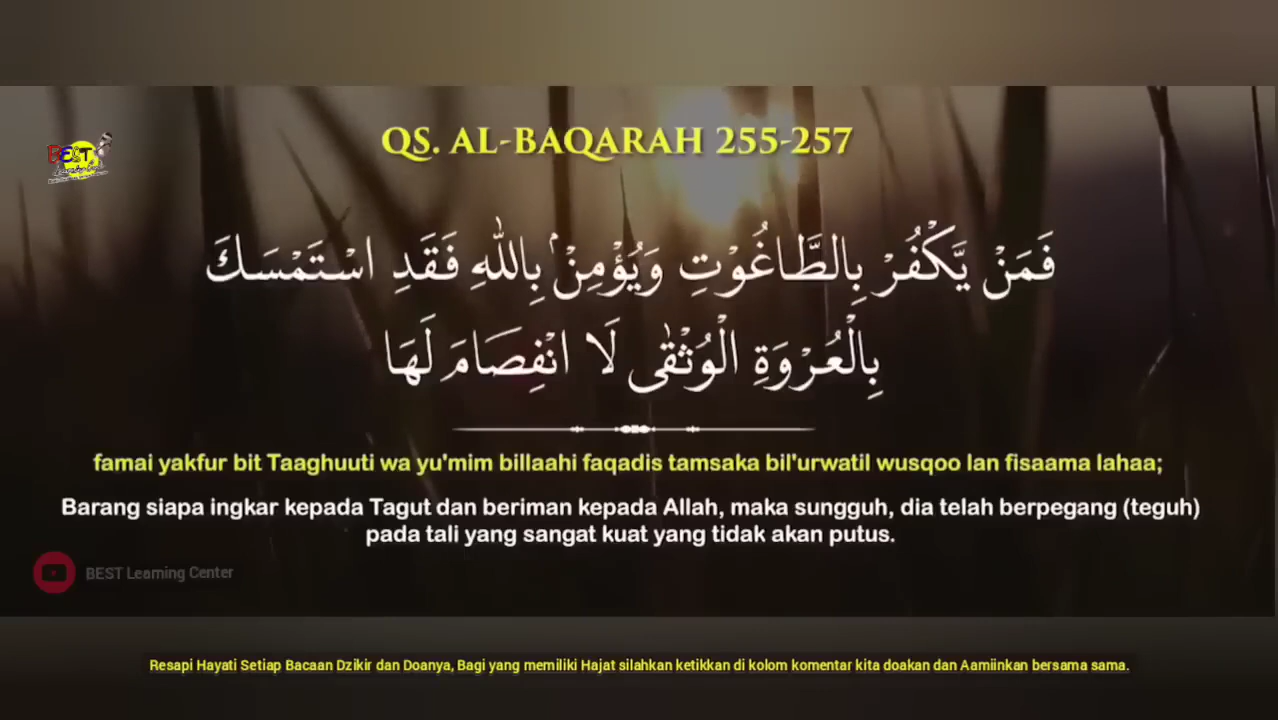 QS. AL-BAQARAH 255-257
BEST
فَمَنْ يَّكْفُرْ بِالطَّاغُوْتِ وَيُؤْمِنْۢ بِاللّٰهِ فَقَدِ اسْتَمْسَكَ
بِالْعُرْوَةِ الْوُثْقٰى لَا انْفِصَامَ لَهَا
famai yakfur bit Taaghuuti wa yu'mim billaahi faqadis tamsaka bil'urwatil wusqoo lan fisaama lahaa;
Barang siapa ingkar kepada Tagut dan beriman kepada Allah, maka sungguh, dia telah berpegang (teguh)
pada tali yang sangat kuat yang tidak akan putus.
BEST Learning Center
Resapi Hayati Setiap Bacaan Dzikir dan Doanya, Bagi yang memiliki Hajat silahkan ketikkan di kolom komentar kita doakan dan Aamiinkan bersama sama.